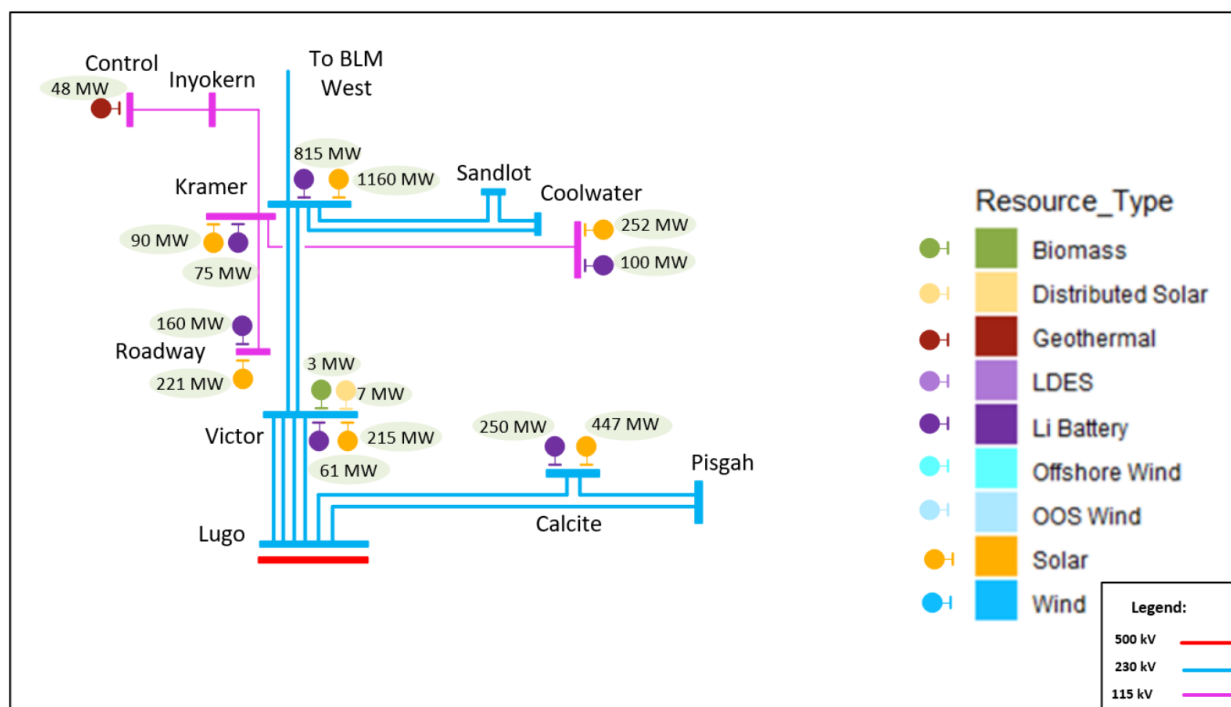 To BLM
West
Control
Inyokern
48 MW
815 MW
1160 MW
Sandlot
Coolwater
Kramer
252 MW
90 MW
100 MW
75 MW
160 MW
Roadway
221 MW
3 MW
7 MW
Victor
215 MW
61 MW
250 MW
447 MW
Pisgah
Calcite
Lugo
Resource_Type
Biomass
Distributed Solar
Geothermal
LDES
Li Battery
Offshore Wind
OOS Wind
Solar
Wind
Legend:
500 kV
230 kV
115 kV